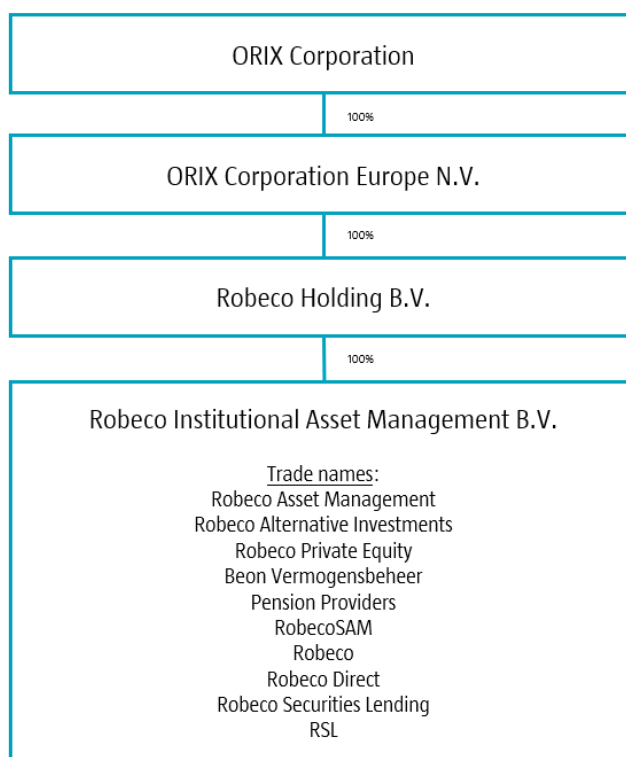 ORIX Corporation
100%
ORIX Corporation Europe N.V.
100%
Robeco Holding B.V.
100%
Robeco Institutional Asset Management B.V.
Trade names:
Robeco Asset Management
Robeco Alternative Investments
Robeco Private Equity
Beon Vermogensbeheer
Pension Providers
RobecoSAM
Robeco
Robeco Direct
Robeco Securities Lending
RSL